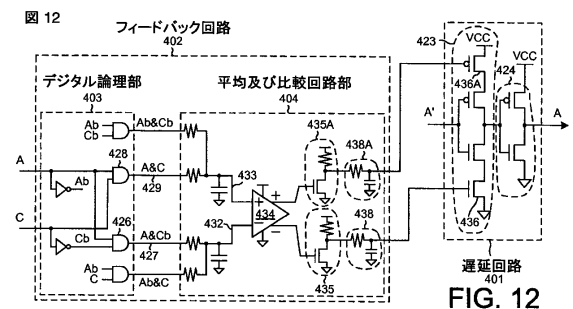 図 12
フィードバック回路
402
デジタル論理部
403
平均及び比較回路部
404
Ab
Cb
Ab&Cb
428
A
A&C
429
Ab
C
426
Cb
A&Cb
427
Ab
C
Ab&C
433
432
+
−
434
+
−
435A
438A
438
435
423
VCC
436A
424
VCC
A'
A
436
遅延回路
401
FIG. 12